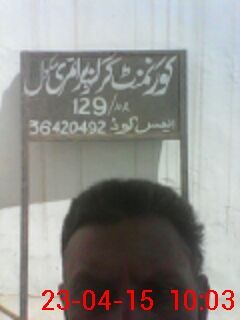 گورنمنٹ گرلز پرائمری سکول
129/
ایمس کوڈ 36420492
23-04-15 10:03